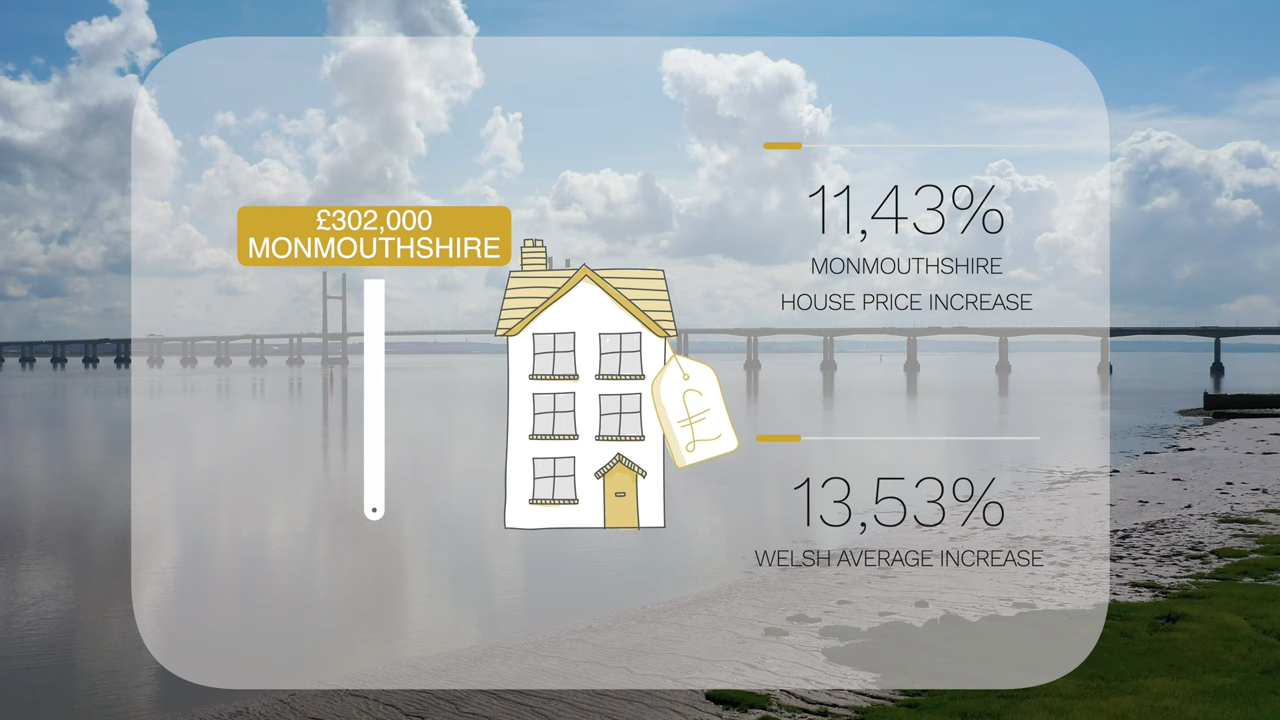 £302,000
MONMOUTHSHIRE
11,43%
MONMOUTHSHIRE
HOUSE PRICE INCREASE
£
13,53%
WELSH AVERAGE INCREASE